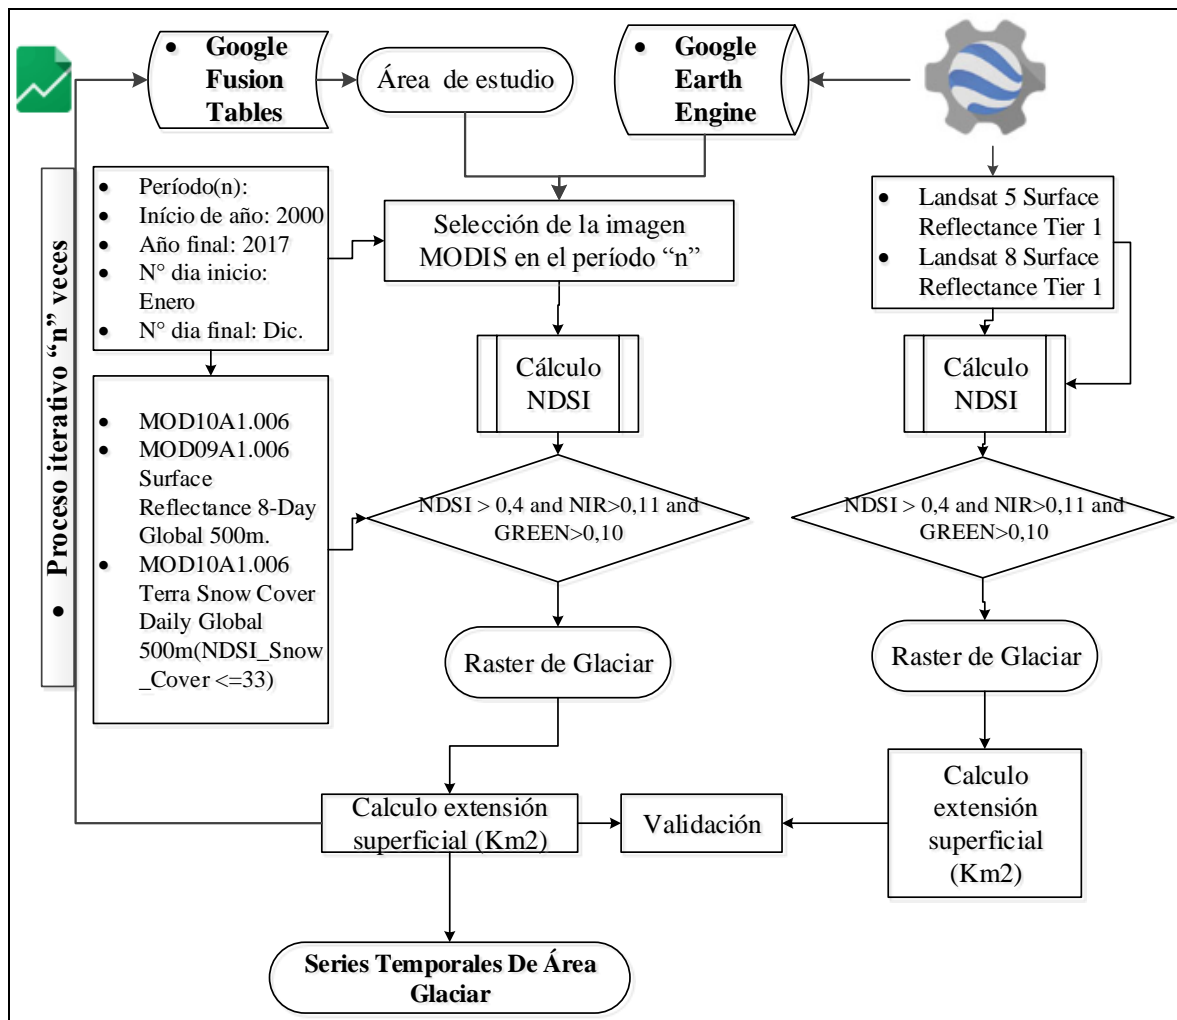 • Google
Fusion
Tables
Área de estudio
• Google
Earth
Engine
• Proceso iterativo “n” veces
• Período(n):
• Início de año: 2000
• Año final: 2017
• N° dia inicio:
Enero
• N° dia final: Dic.
Selección de la imagen
MODIS en el período “n”
• Landsat 5 Surface
Reflectance Tier 1
• Landsat 8 Surface
Reflectance Tier 1
• MOD10A1.006
• MOD09A1.006
Surface
Reflectance 8-Day
Global 500m.
• MOD10A1.006
Terra Snow Cover
Daily Global
500m(NDSI_Snow
_Cover <=33)
Cálculo
NDSI
Cálculo
NDSI
NDSI > 0,4 and NIR>0,11 and
GREEN>0,10
NDSI > 0,4 and NIR>0,11 and
GREEN>0,10
Raster de Glaciar
Raster de Glaciar
Calculo extensión
superficial (Km2)
Validación
Calculo
extensión
superficial
(Km2)
Series Temporales De Área
Glaciar